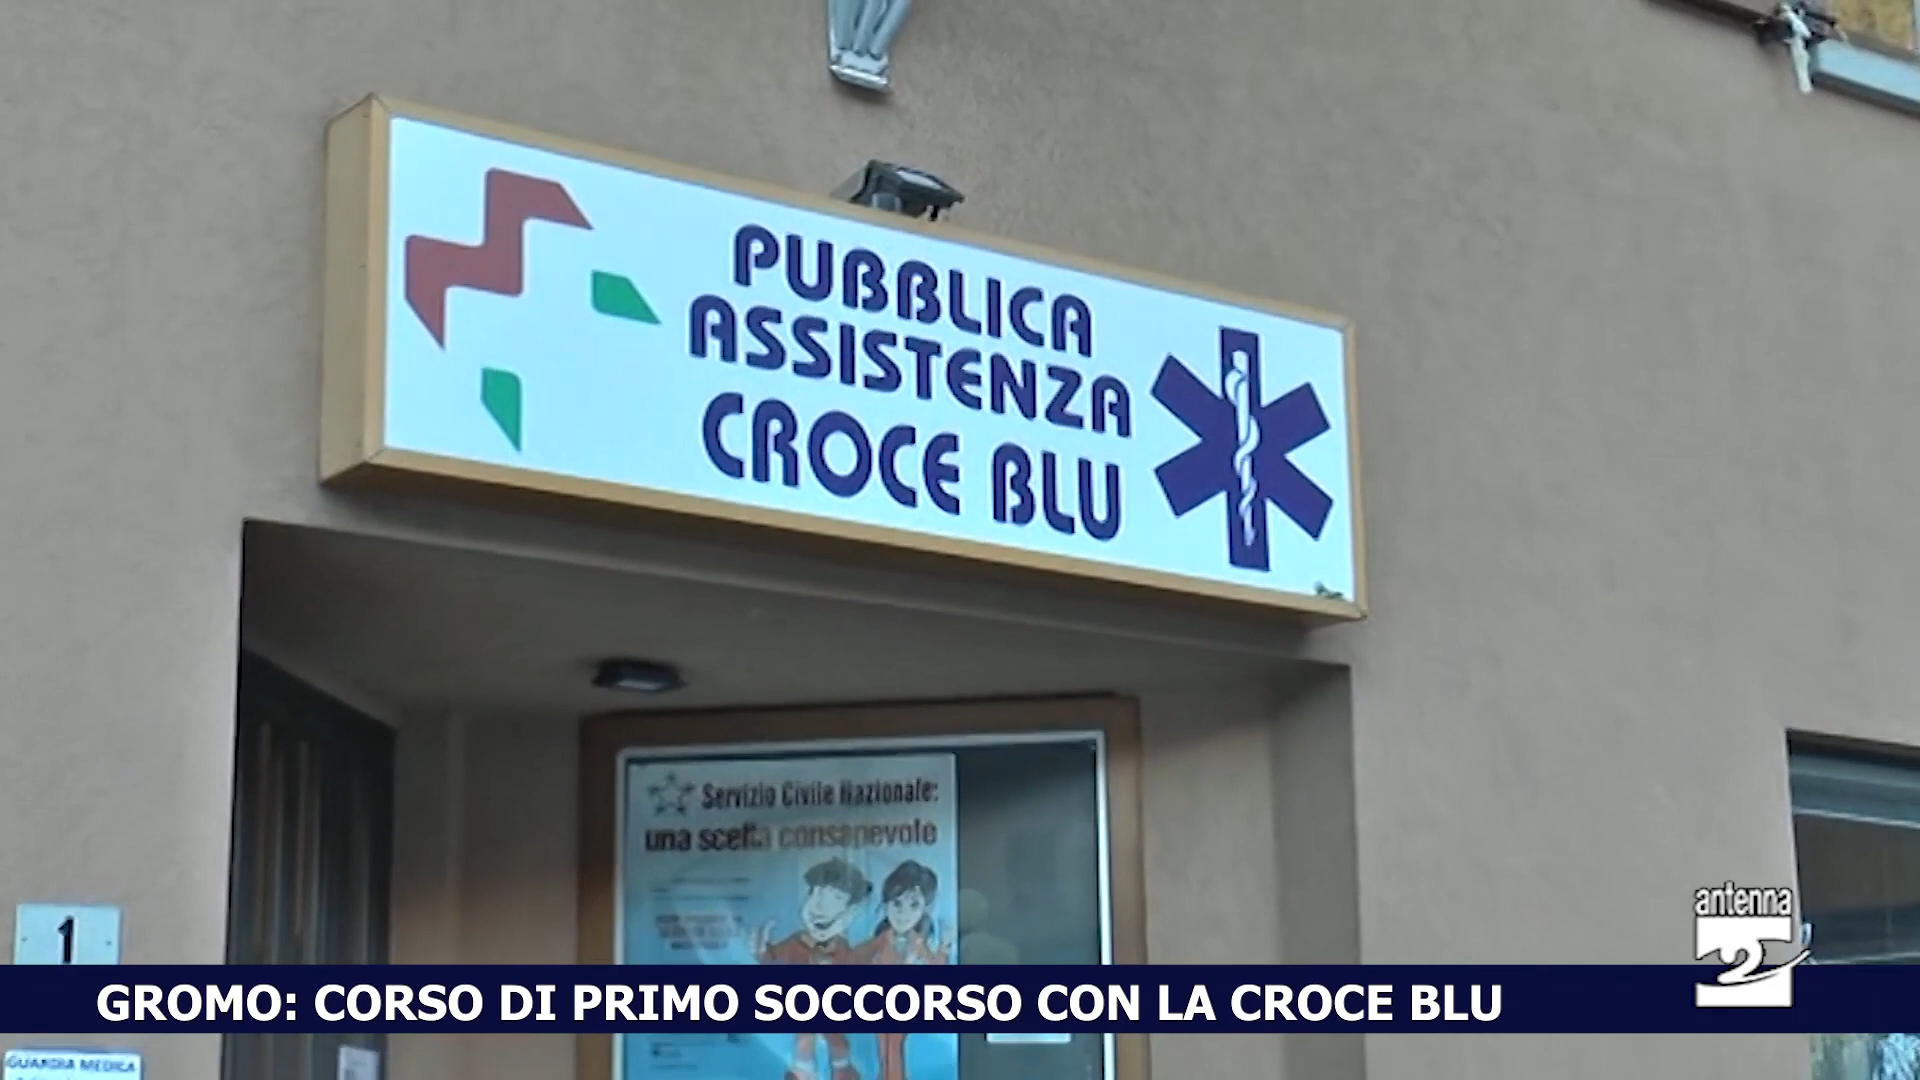 PUBBLICA
ASSISTENZA
CROCE BLU
Servizio Civile Nazionale:
una scelta consapevole
1
antenna
2
GROMO: CORSO DI PRIMO SOCCORSO CON LA CROCE BLU
GUARDIA MEDICA